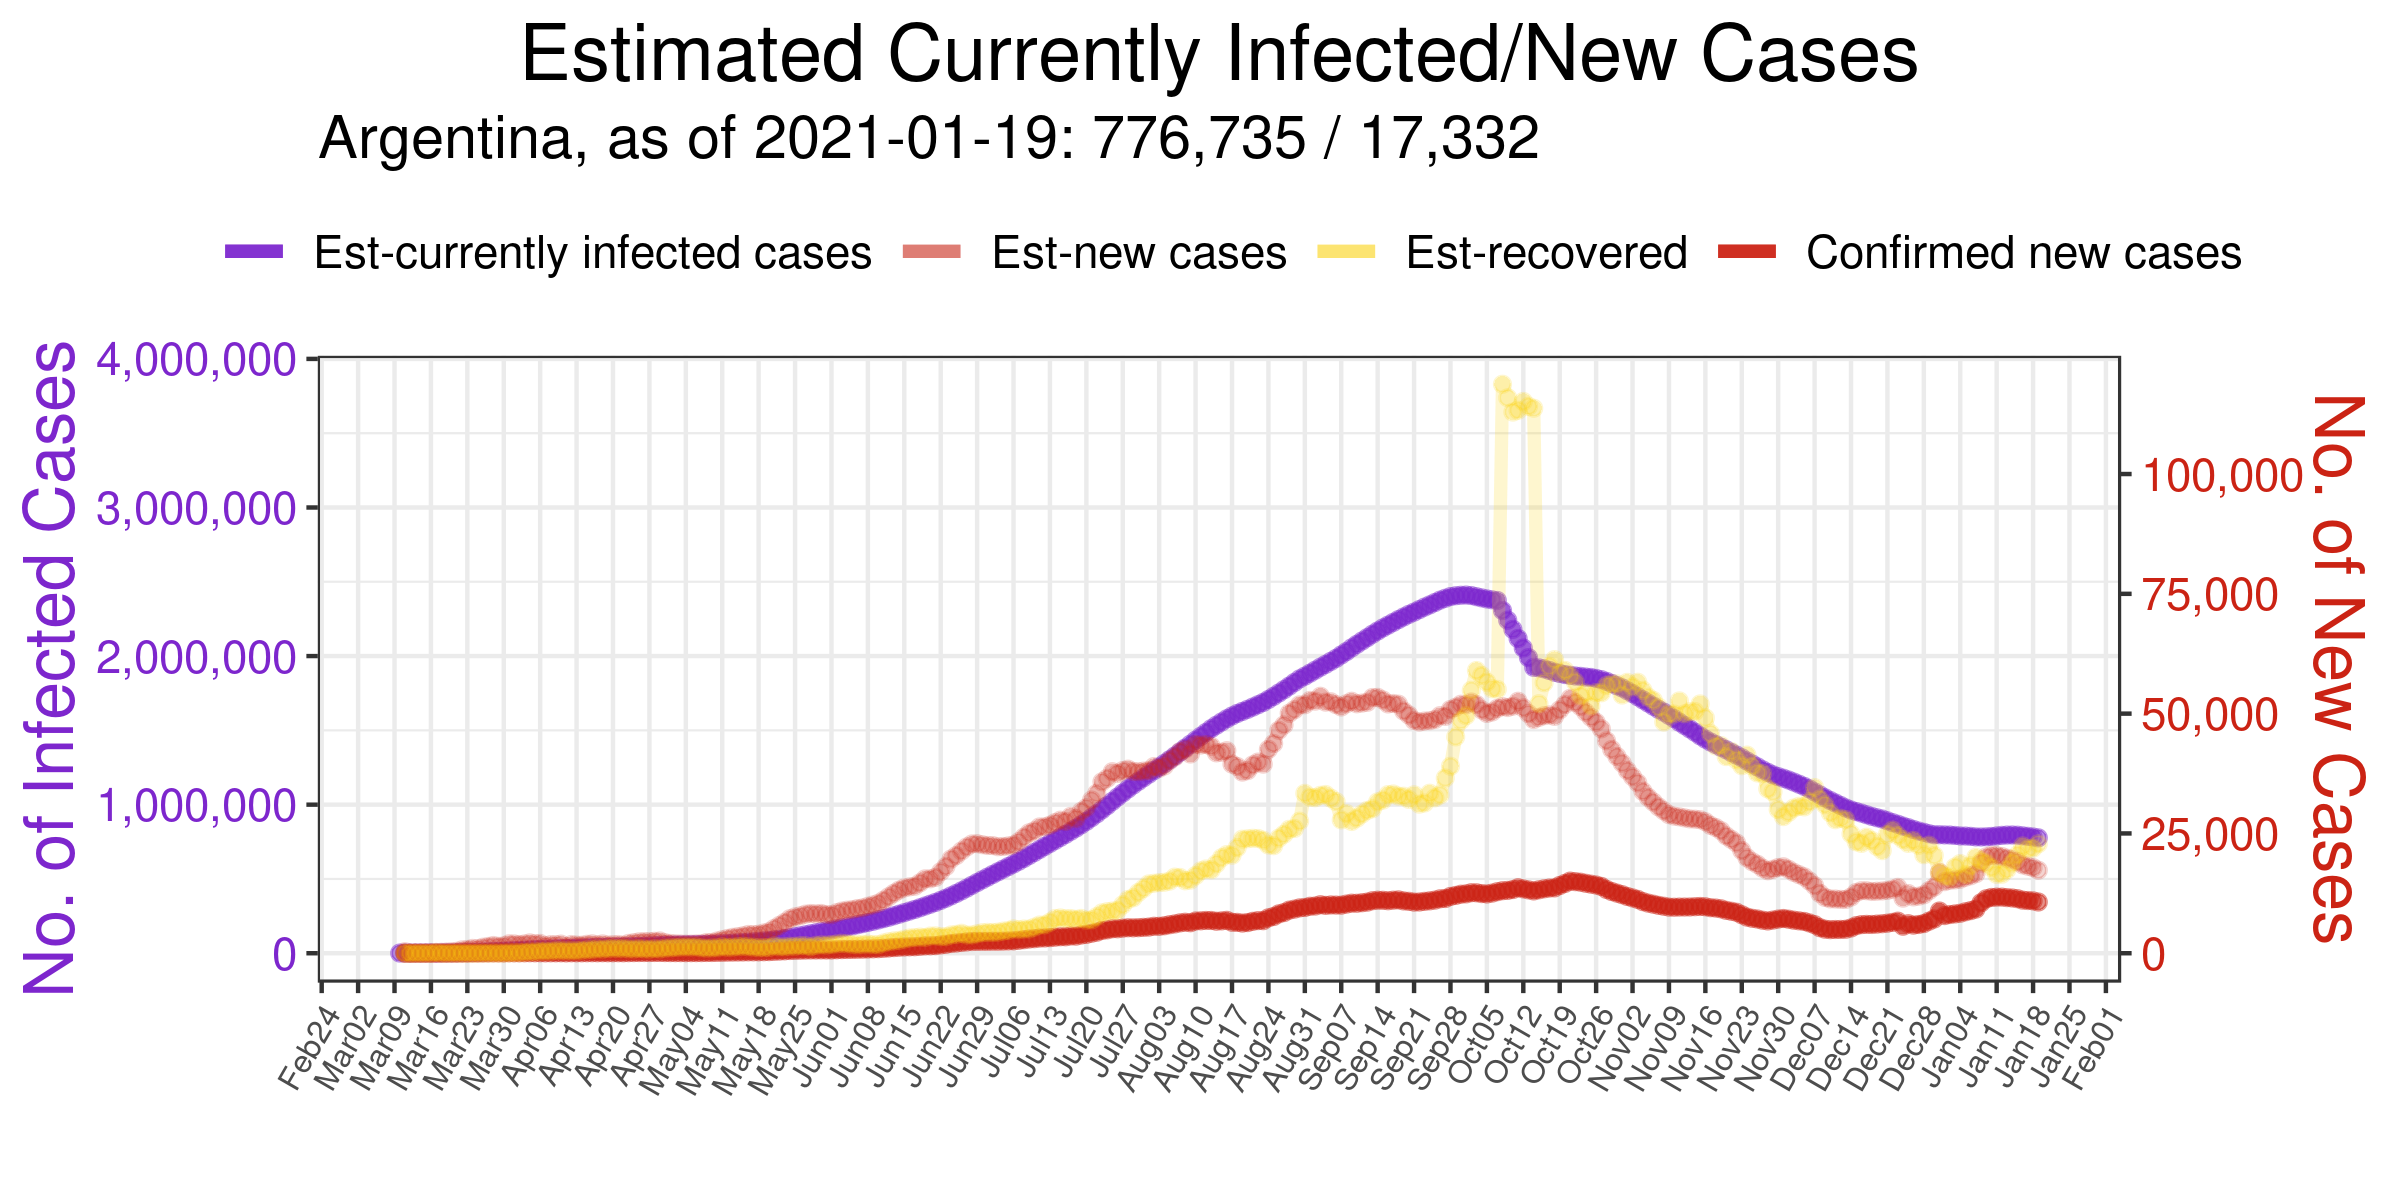 Estimated Currently Infected/New Cases
Argentina, as of 2021-01-19: 776,735 / 17,332
Est-currently infected cases Est-new cases Est-recovered Confirmed new cases
No. of Infected Cases
4,000,000
3,000,000
2,000,000
1,000,000
0
100,000
75,000
50,000
25,000
0
No. of New Cases
Feb24 Mar02 Mar09 Mar16 Mar23 Mar30 Apr06 Apr13 Apr20 Apr27 May04 May11 May18 May25 Jun01 Jun08 Jun15 Jun22 Jun29 Jul06 Jul13 Jul20 Jul27 Aug03 Aug10 Aug17 Aug24 Aug31 Sep07 Sep14 Sep21 Sep28 Oct05 Oct12 Oct19 Oct26 Nov02 Nov09 Nov16 Nov23 Nov30 Dec07 Dec14 Dec21 Dec28 Jan04 Jan11 Jan18 Jan25 Feb01